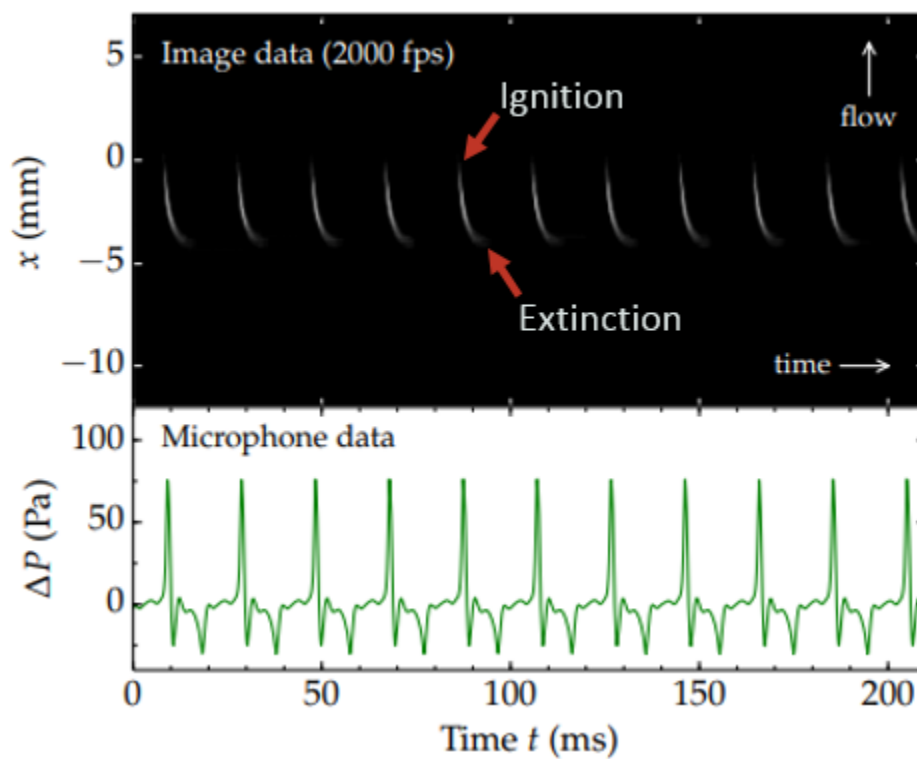 Image data (2000 fps)
Ignition
flow
5
0
−5
−10
x (mm)
Extinction
time
Microphone data
100
50
0
ΔP (Pa)
0 50 100 150 200
Time t (ms)